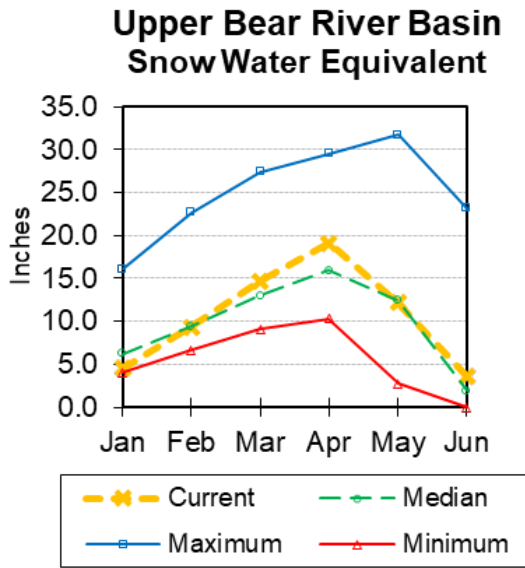 Upper Bear River Basin
Snow Water Equivalent
Inches
35.0
30.0
25.0
20.0
15.0
10.0
5.0
0.0
Jan Feb Mar Apr May Jun
Current Median
Maximum Minimum